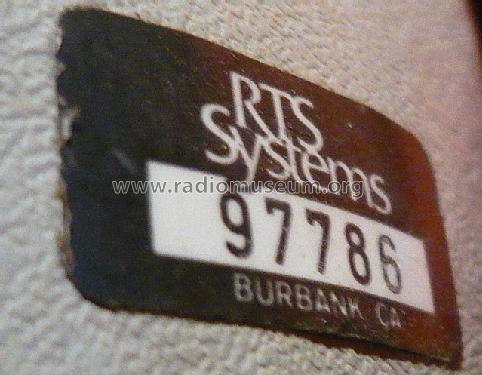 RTS
Systems
www.radiomuseum.org
97786
BURBANK CA